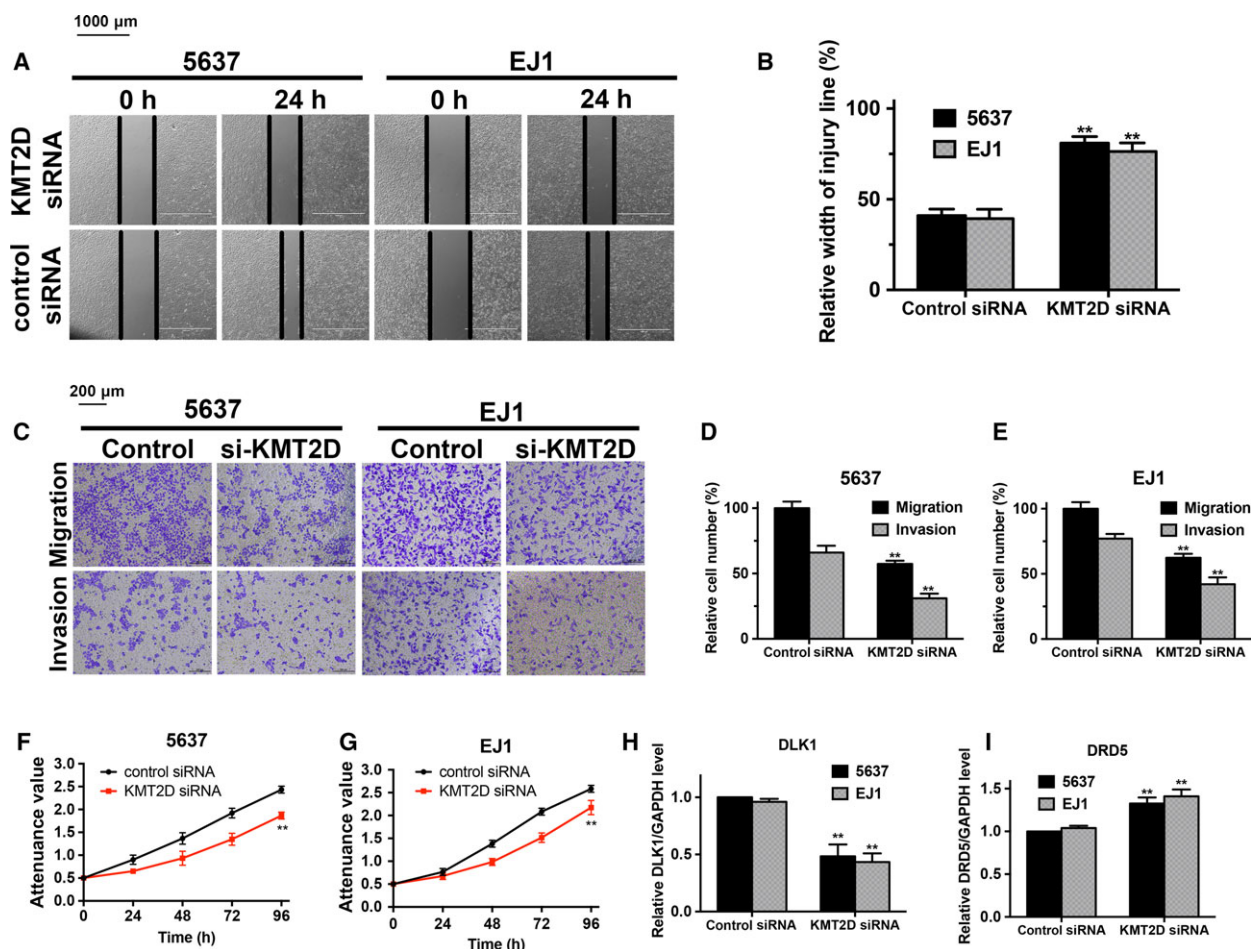 1000 µm
A
5637
EJ1
0 h
24 h
0 h
24 h
KMT2D
siRNA
control
siRNA
B
Relative width of injury line (%)
100
50
0
5637
EJ1
**
**
Control siRNA
KMT2D siRNA
200 µm
C
5637
EJ1
Control
si-KMT2D
Control
si-KMT2D
Migration
Invasion
D
5637
Relative cell number (%)
100
50
0
Migration
Invasion
**
**
Control siRNA
KMT2D siRNA
E
EJ1
Relative cell number (%)
100
50
0
Migration
Invasion
**
**
Control siRNA
KMT2D siRNA
F
5637
Attenuance value
3.0
2.5
2.0
1.5
1.0
0.5
0.0
control siRNA
KMT2D siRNA
**
0
24
48
72
96
Time (h)
G
EJ1
Attenuance value
3.0
2.5
2.0
1.5
1.0
0.5
0.0
control siRNA
KMT2D siRNA
**
0
24
48
72
96
Time (h)
H
DLK1
Relative DLK1/GAPDH level
1.0
0.5
0.0
5637
EJ1
**
**
Control siRNA
KMT2D siRNA
I
DRD5
Relative DRD5/GAPDH level
1.5
1.0
0.5
0.0
5637
EJ1
**
**
Control siRNA
KMT2D siRNA